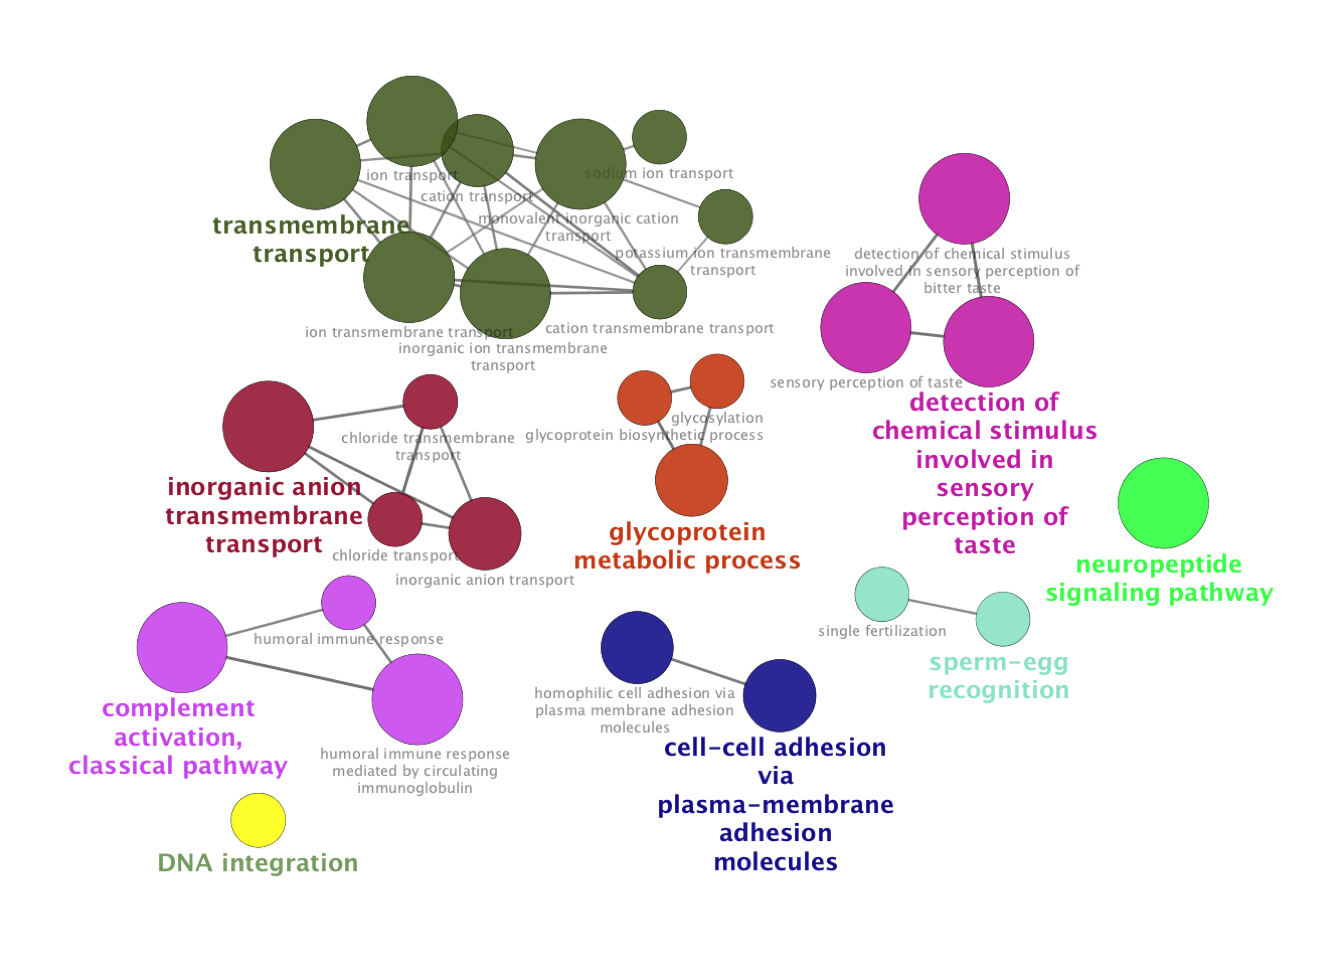 ion transport
cation transport
sodium ion transport
monovalent inorganic cation
transport
transmembrane
transport
potassium ion transmembrane
transport
ion transmembrane transport
cation transmembrane transport
inorganic ion transmembrane
transport
detection of chemical stimulus
involved in sensory perception of
bitter taste
sensory perception of taste
detection of
chemical stimulus
involved in
sensory
perception of
taste
chloride transmembrane
transport
inorganic anion
transmembrane
transport
chloride transport
inorganic anion transport
glycosylation
glycoprotein biosynthetic process
glycoprotein
metabolic process
neuropeptide
signaling pathway
single fertilization
sperm-egg
recognition
humoral immune response
complement
activation,
classical pathway
humoral immune response
mediated by circulating
immunoglobulin
homophilic cell adhesion via
plasma membrane adhesion
molecules
cell-cell adhesion
via
plasma-membrane
adhesion
molecules
DNA integration